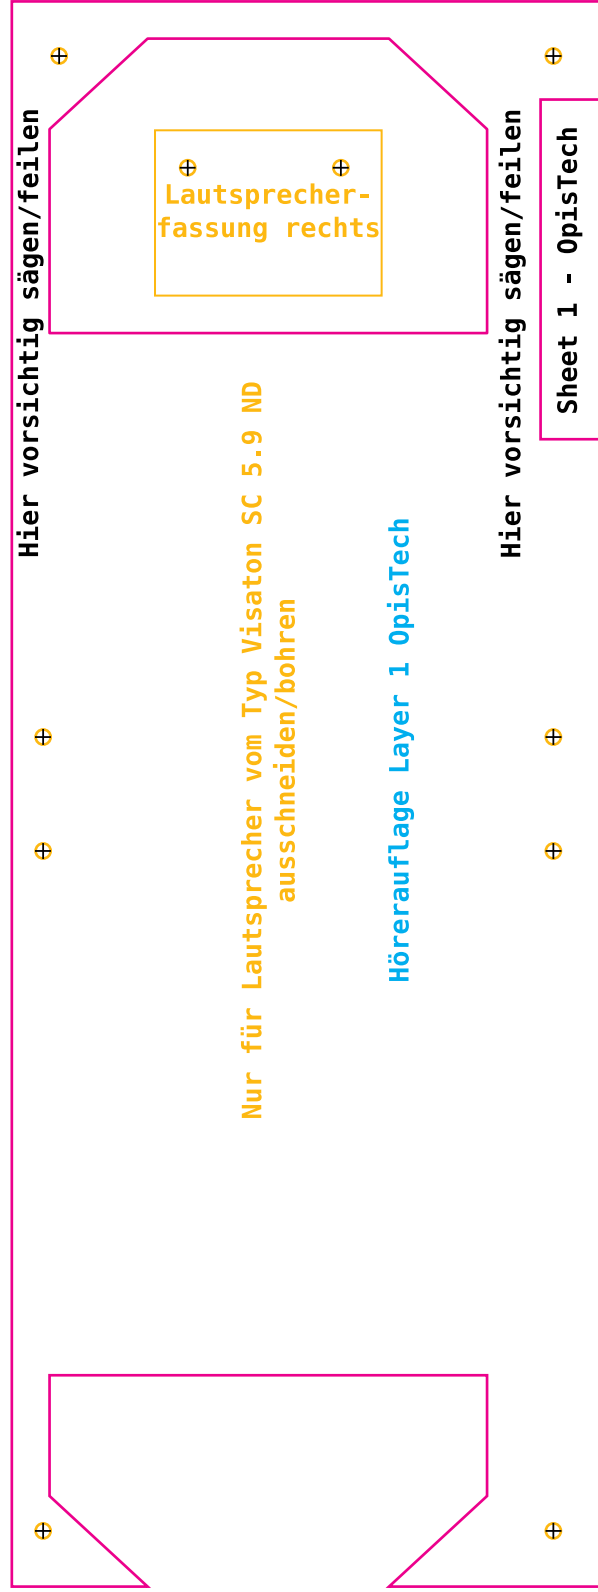 Lautsprecher-
fassung rechts
Hier vorsichtig sägen/feilen
Hier vorsichtig sägen/feilen
Sheet 1 - OpisTech
Nur für Lautsprecher vom Typ Visaton SC 5.9 ND
ausschneiden/bohren
Hörerauflage Layer 1 OpisTech